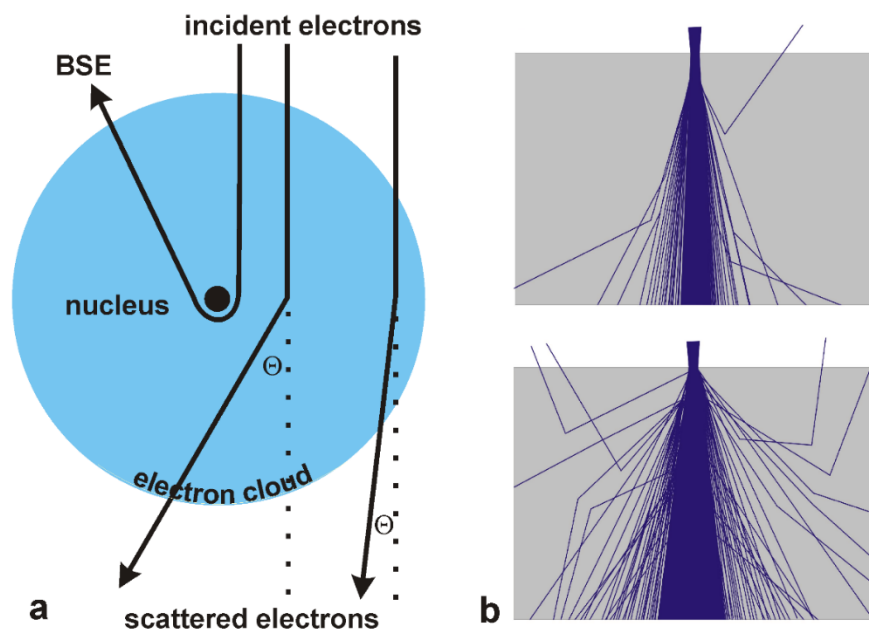 incident electrons
BSE
nucleus
Θ
electron cloud
Θ
scattered electrons
a
b